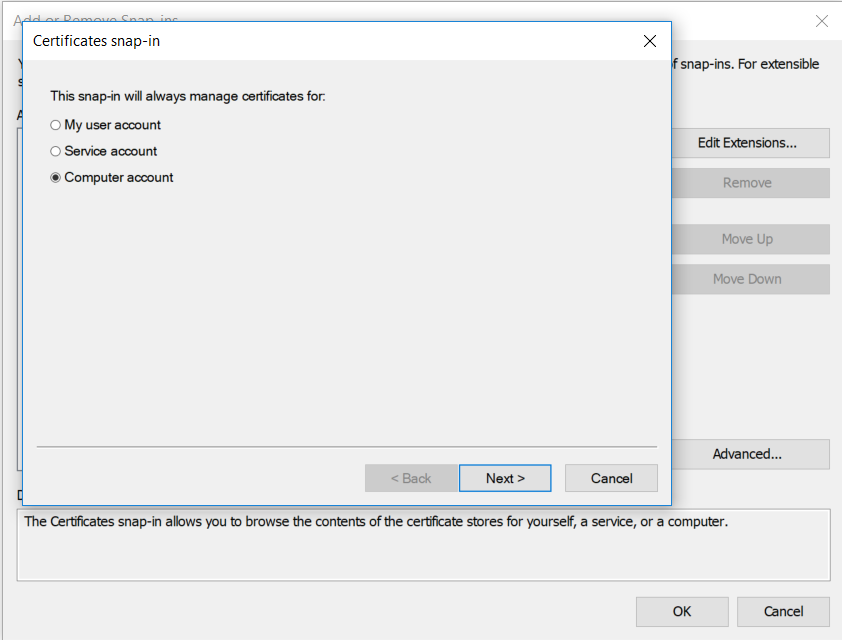 Add or Remove Snap-ins
Certificates snap-in
of snap-ins. For extensible
This snap-in will always manage certificates for:
My user account
Service account
Computer account
Edit Extensions...
Remove
Move Up
Move Down
Advanced...
< Back
Next >
Cancel
The Certificates snap-in allows you to browse the contents of the certificate stores for yourself, a service, or a computer.
OK
Cancel